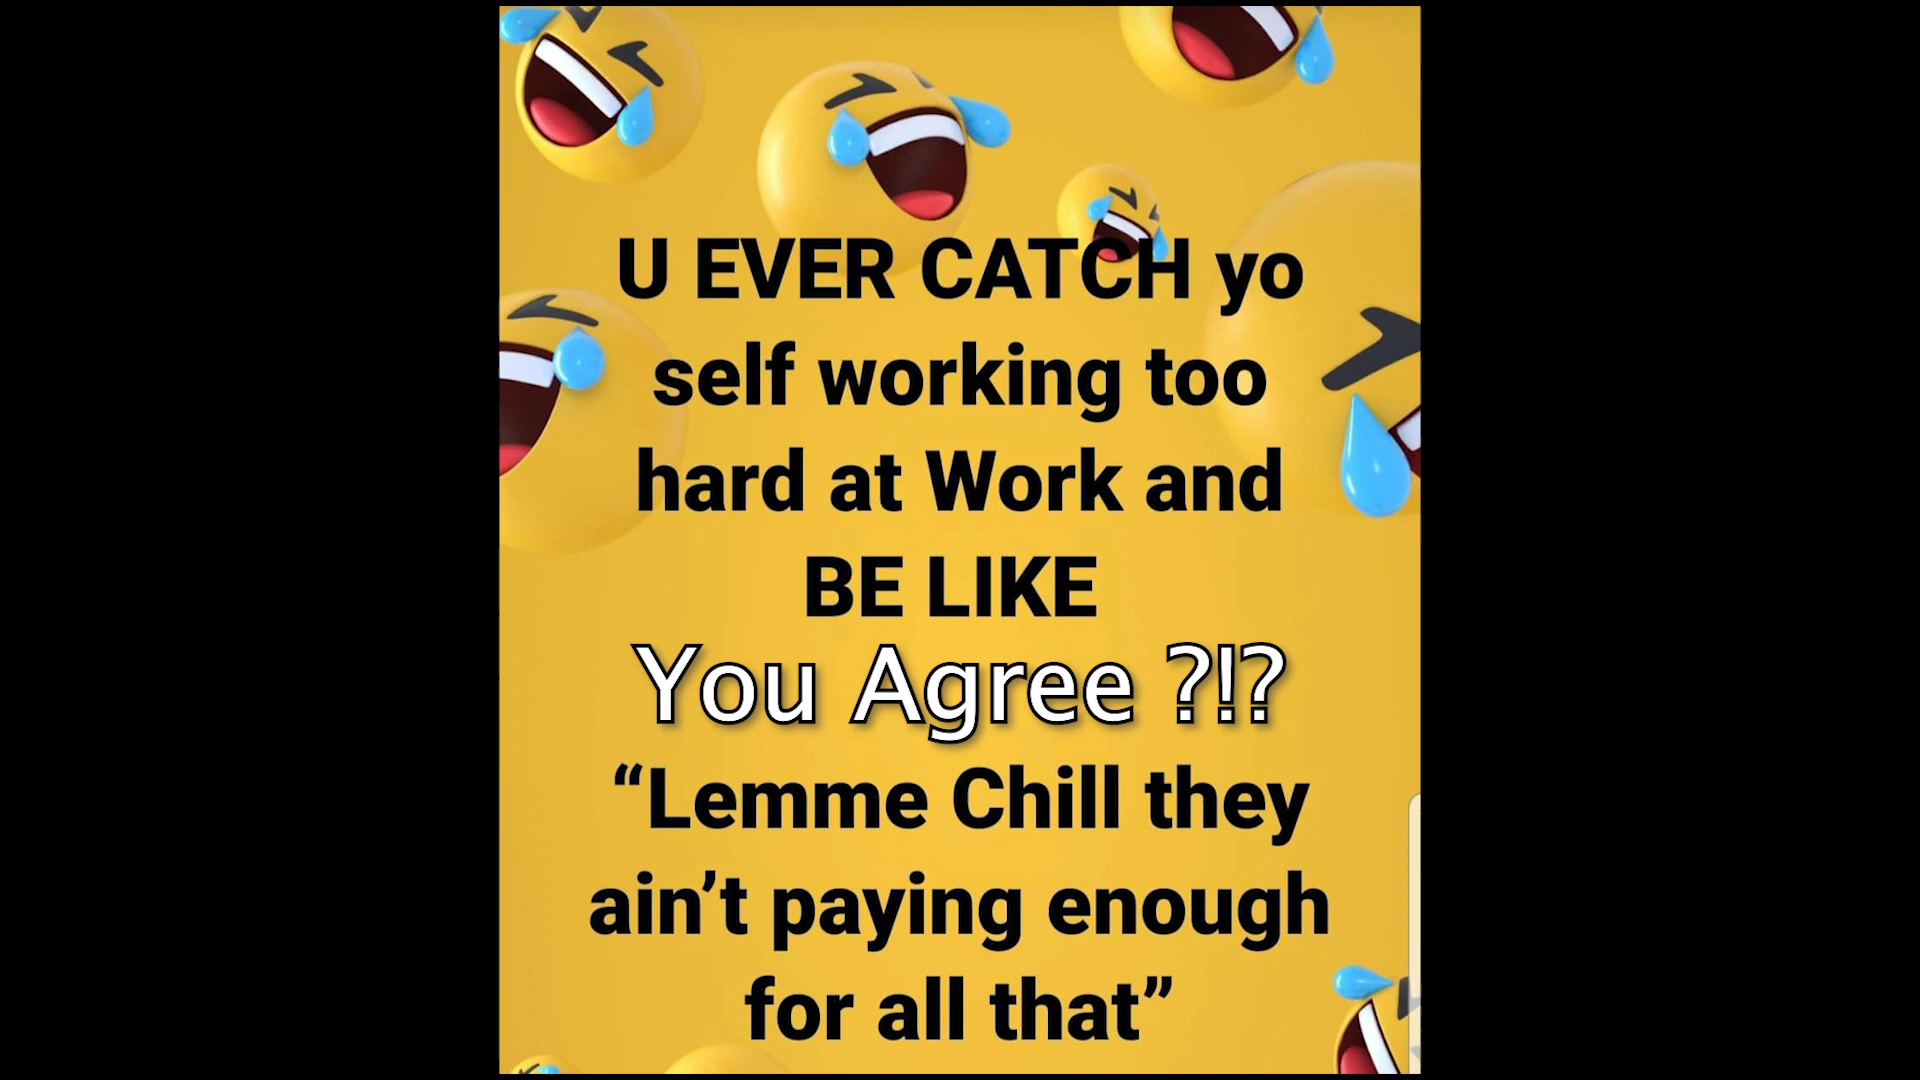 U EVER CATCH yo
self working too
hard at Work and
BE LIKE
You Agree ?!?
“Lemme Chill they
ain’t paying enough
for all that”